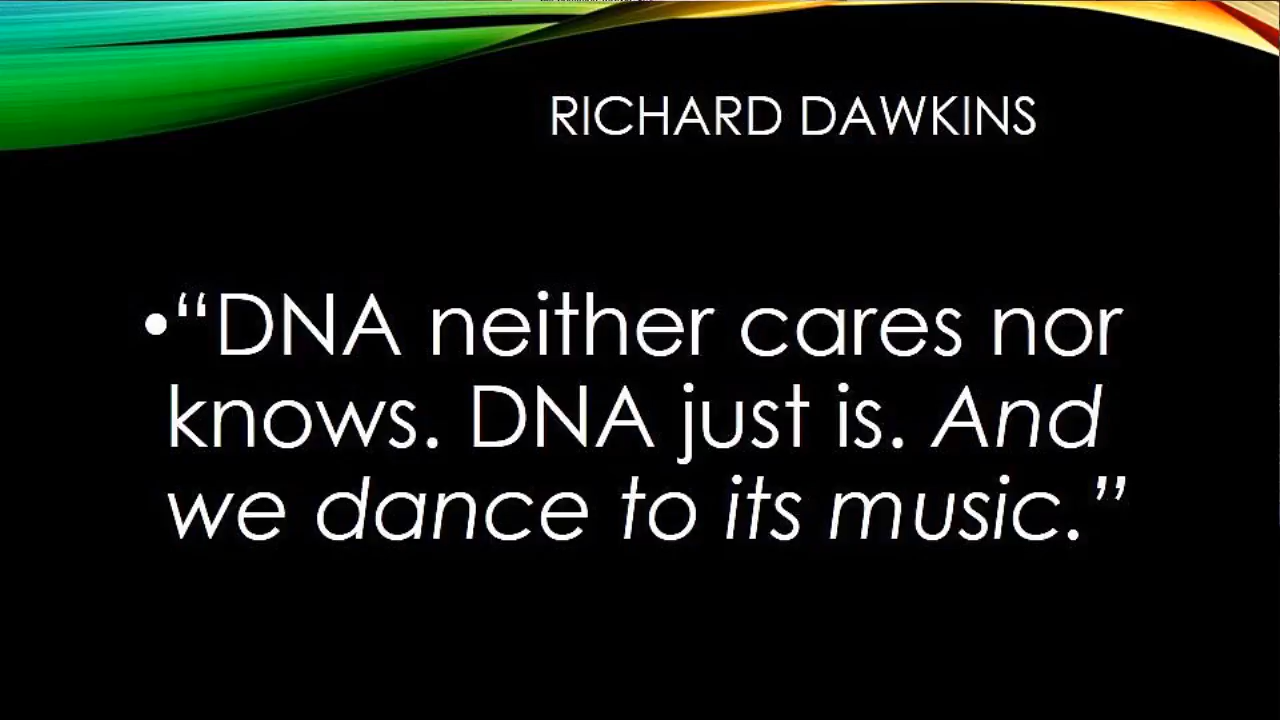 RICHARD DAWKINS
•“DNA neither cares nor
knows. DNA just is. And
we dance to its music.”